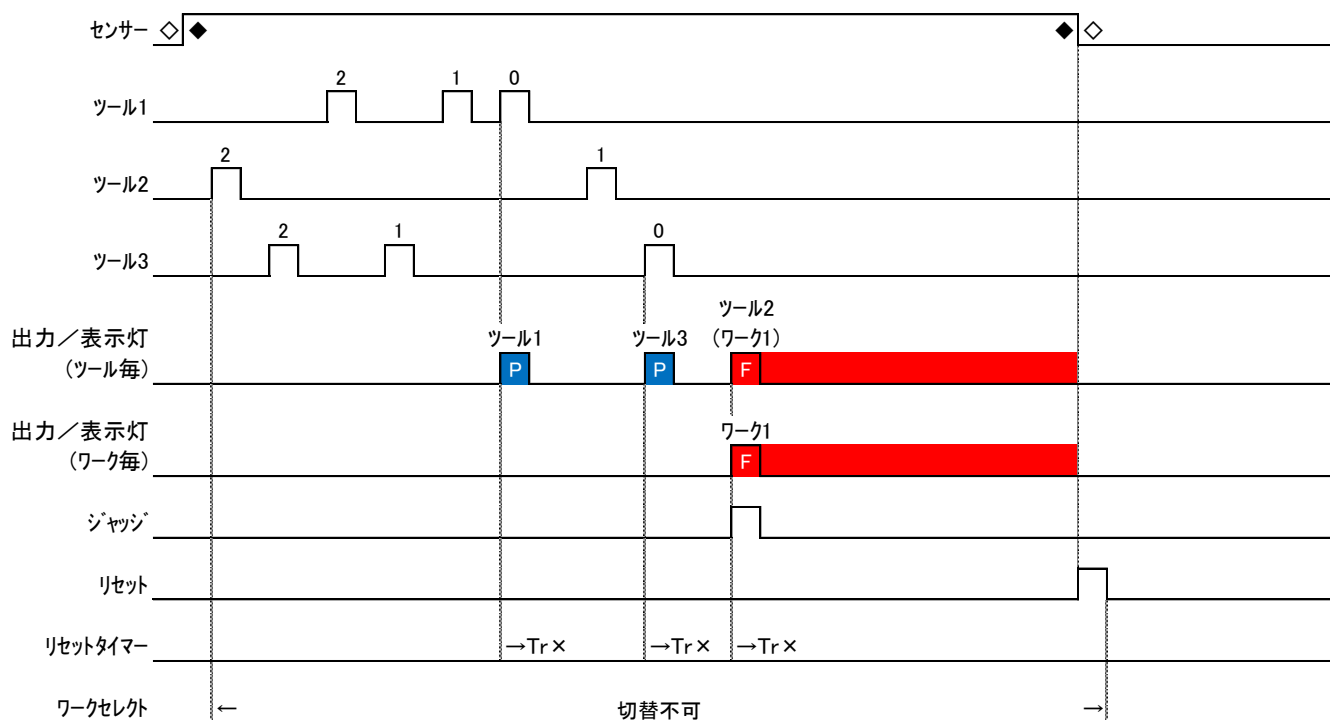 センサー ◇ ◆ ◆ ◇
2 1 0
ツール1
2 1
ツール2
2 1 0
ツール3
ツール2
出力／表示灯 ツール1 ツール3 (ワーク1)
(ツール毎) P P F
出力／表示灯 ワーク1
(ワーク毎) F
ジャッジ
リセット
リセットタイマー →Tr× →Tr× →Tr×
ワークセレクト ← 切替不可 →